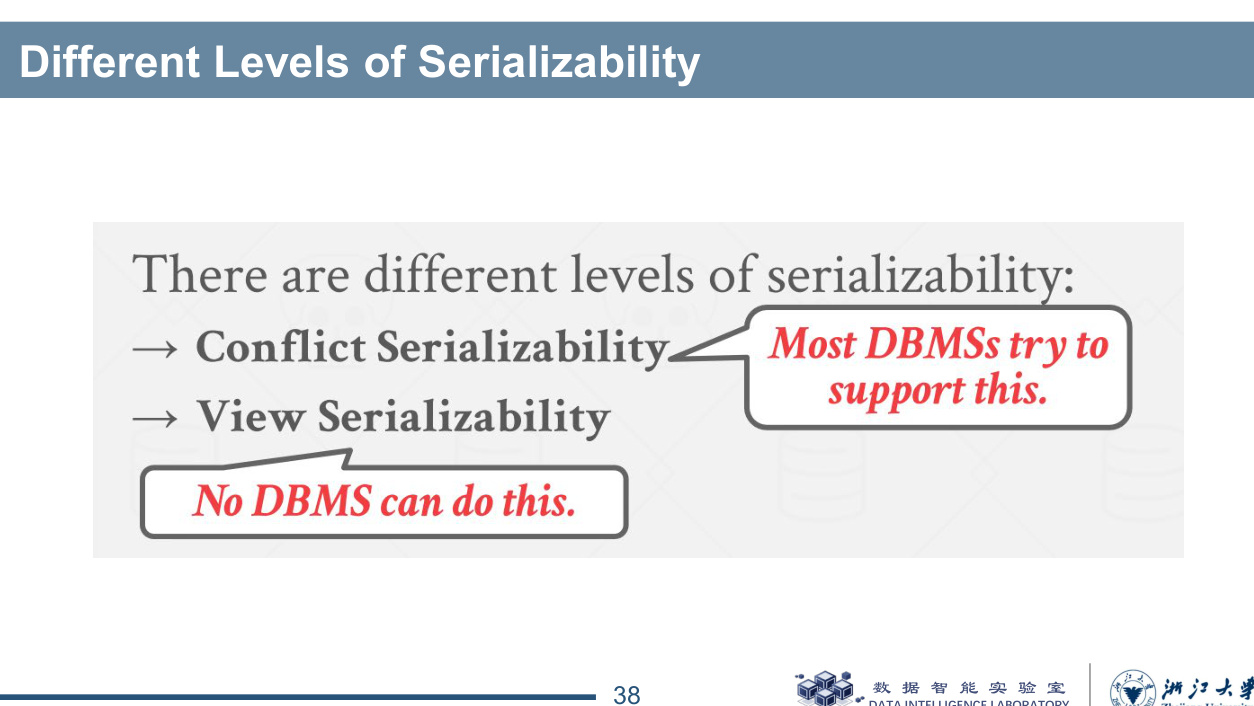 Different Levels of Serializability
There are different levels of serializability:
→ Conflict Serializability
Most DBMSs try to
support this.
→ View Serializability
No DBMS can do this.
38
数据智能实验室
DATA INTELLIGENCE LABORATORY
浙江大学
Zhejiang University